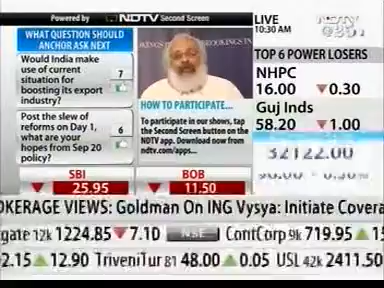 Powered by NDTV
Second Screen
WHAT QUESTION SHOULD
ANCHOR ASK NEXT
Would India make
use of current
situation for
boosting its export
industry?
7
Post the slew of
reforms on Day 1,
what are your
hopes from Sep 20
policy?
6
HOW TO PARTICIPATE...
To participate in our shows, tap
the Second Screen button on the
NDTV app. Download now from
ndtv.com/apps...
SBI
25.95
BOB
11.50
LIVE
10:30 AM
NDTV
TOP 6 POWER LOSERS
NHPC
16.00 ▼0.30
Guj Inds
58.20 ▼1.00
32122.00
OKERAGE VIEWS: Goldman On ING Vysya: Initiate Covera
gate 12k 1224.85 ▼ 7.10 NSE ContCorp 9k 719.95 ▲ 15
2.15 ▲ 12.90 TriveniTur 81 48.00 ▲ 0.05 USL 42k 2411.50